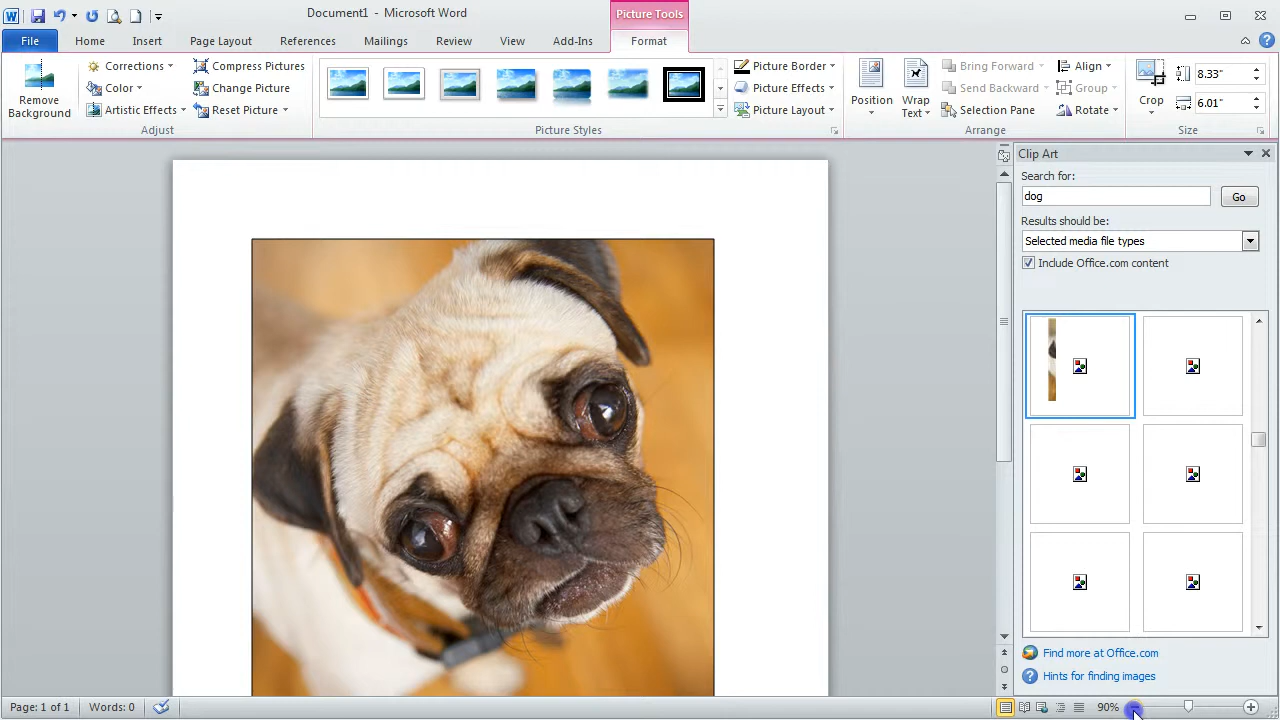 Document1 - Microsoft Word
Picture Tools
File Home Insert Page Layout References Mailings Review View Add-Ins Format
Remove Background
Corrections
Color
Artistic Effects
Compress Pictures
Change Picture
Reset Picture
Adjust
Picture Styles
Picture Border
Picture Effects
Picture Layout
Position
Wrap Text
Bring Forward
Send Backward
Selection Pane
Align
Group
Rotate
Arrange
Crop
8.33"
6.01"
Size
Clip Art
Search for:
dog
Go
Results should be:
Selected media file types
Include Office.com content
Find more at Office.com
Hints for finding images
Page: 1 of 1
Words: 0
90%